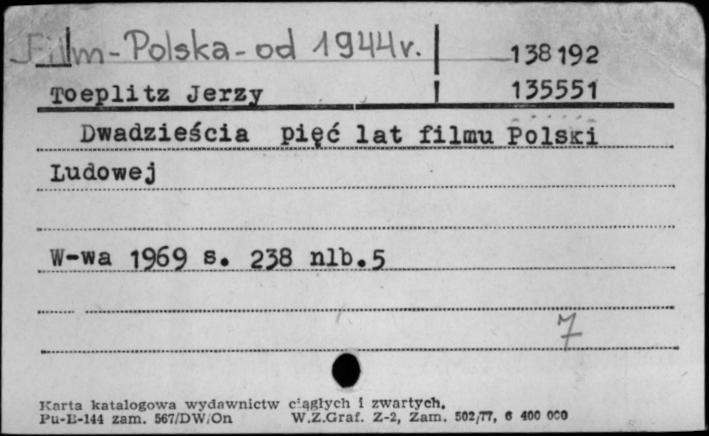 Film-Polska-od 1944r. 138192
Toeplitz Jerzy 135551
Dwadzieścia pięć lat filmu Polski
Ludowej
W-wa 1969 s. 238 nlb.5
7
Karta katalogowa wydawnictw ciągłych i zwartych.
Pu-B-144 zam. 567/DW/On W.Z.Graf. Z-2, Zam. 502/77, 6 400 000